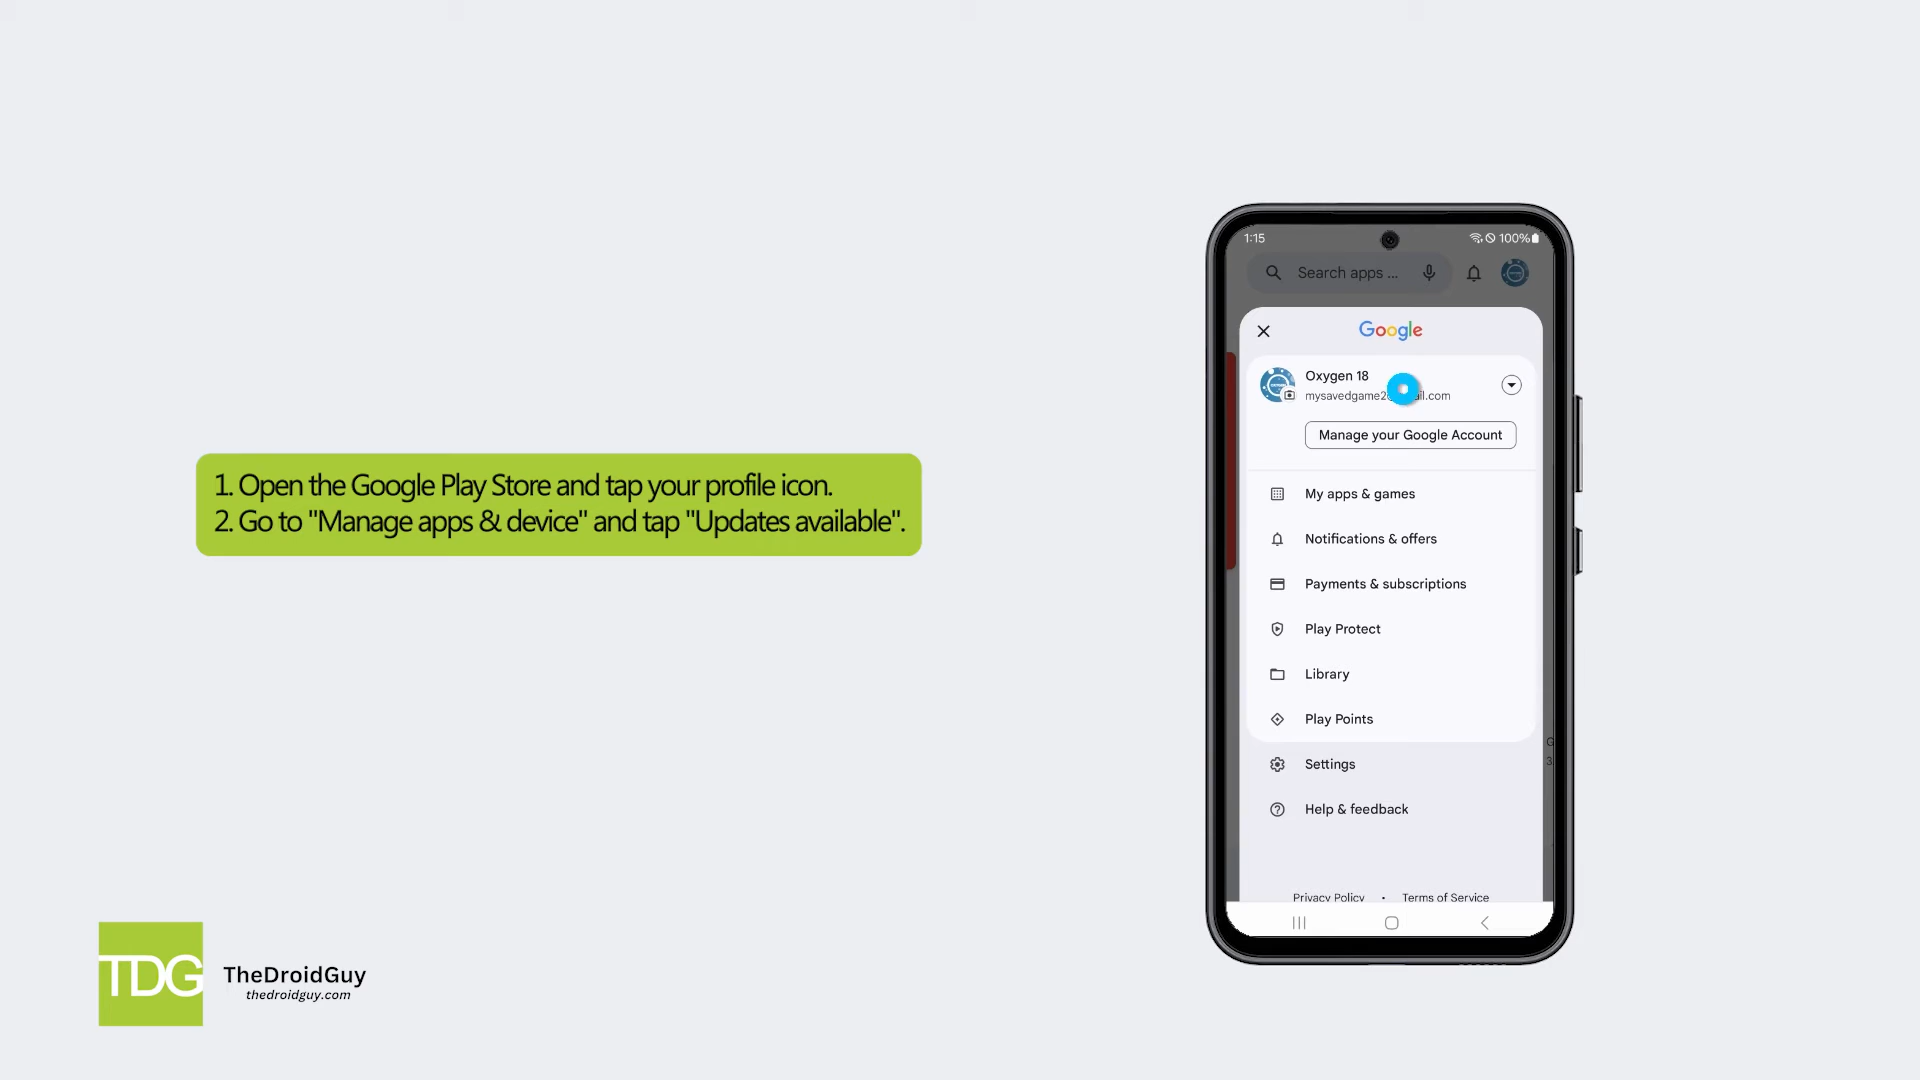 1. Open the Google Play Store and tap your profile icon.
2. Go to "Manage apps & device" and tap "Updates available".
1:15
100%
Search apps ...
Google
Oxygen 18
Manage your Google Account
My apps & games
Notifications & offers
Payments & subscriptions
Play Protect
Library
Play Points
G
3
Settings
Help & feedback
Privacy Policy • Terms of Service
TDG
TheDroidGuy
thedroidguy.com